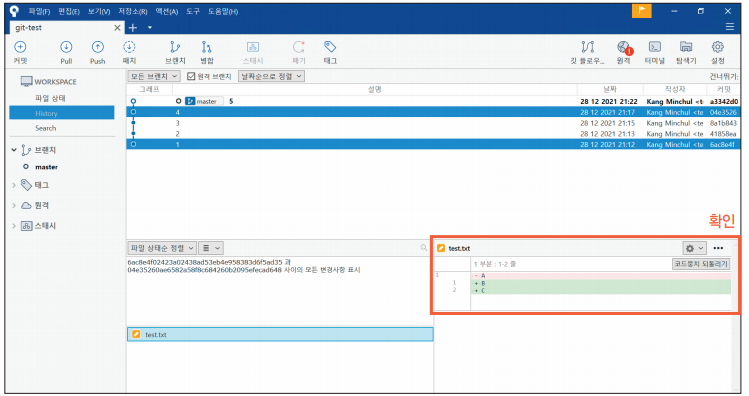 파일(F) 편집(E) 보기(V) 저장소(R) 액션(A) 도구 도움말(H)
git-test
커밋 Pull Push 패치 브랜치 병합 스태시 폐기 태그 깃 플로우... 원격 터미널 탐색기 설정
WORKSPACE
파일 상태
History
Search
브랜치
master
태그
원격
스태시
모든 브랜치 원격 브랜치 날짜순으로 정렬 건너뛰기:
그래프 설명 날짜 작성자 커밋
master 5 28 12 2021 21:22 Kang Minchul <t a3342d0
4 28 12 2021 21:17 Kang Minchul <te 04e3526
3 28 12 2021 21:15 Kang Minchul <te 8a1b843
2 28 12 2021 21:13 Kang Minchul <te 41858ea
1 28 12 2021 21:12 Kang Minchul <te 6ac8e4f
확인
파일 상태순 정렬
6ac8e4f02423a02438ad53eb4e958383d6f5ad35 과
04e35260ae6582a58f8c684260b2095efecad648 사이의 모든 변경사항 표시
test.txt
test.txt
1 부분 : 1-2 줄 코드뭉치 되돌리기
1 - A
1 + B
2 + C